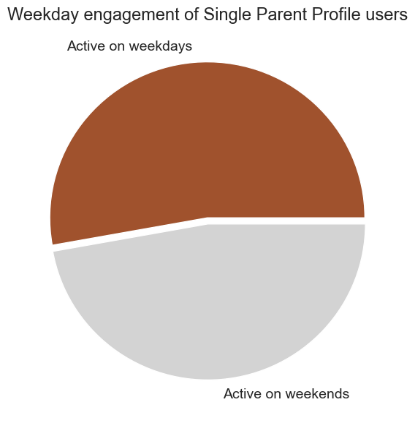 Weekday engagement of Single Parent Profile users
Active on weekdays
Active on weekends